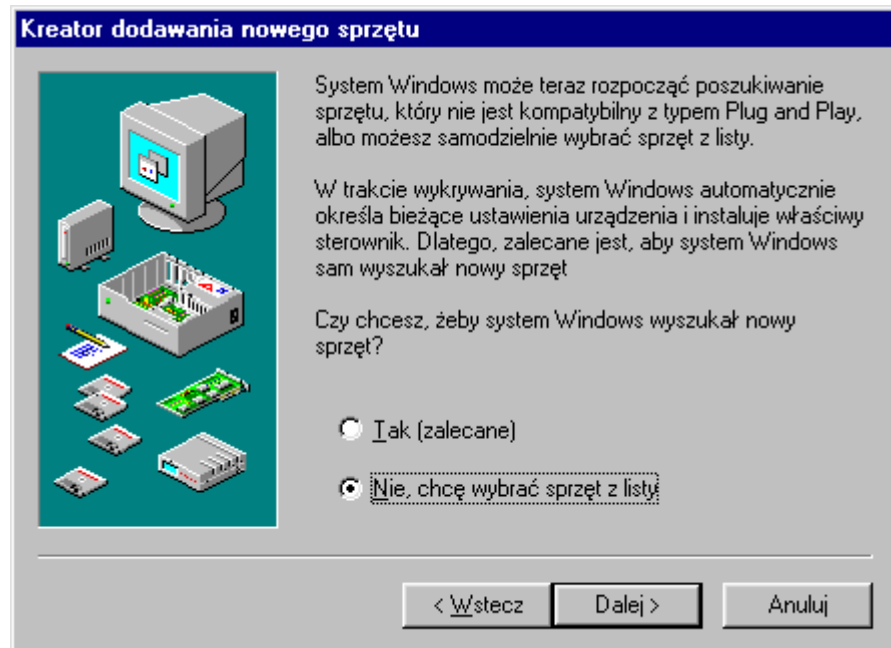 Kreator dodawania nowego sprzętu
System Windows może teraz rozpocząć poszukiwanie
sprzętu, który nie jest kompatybilny z typem Plug and Play,
albo możesz samodzielnie wybrać sprzęt z listy.
W trakcie wykrywania, system Windows automatycznie
określa bieżące ustawienia urządzenia i instaluje właściwy
sterownik. Dlatego, zalecane jest, aby system Windows
sam wyszukał nowy sprzęt
Czy chcesz, żeby system Windows wyszukał nowy
sprzęt?
Tak (zalecane)
Nie, chcę wybrać sprzęt z listy
< Wstecz Dalej > Anuluj